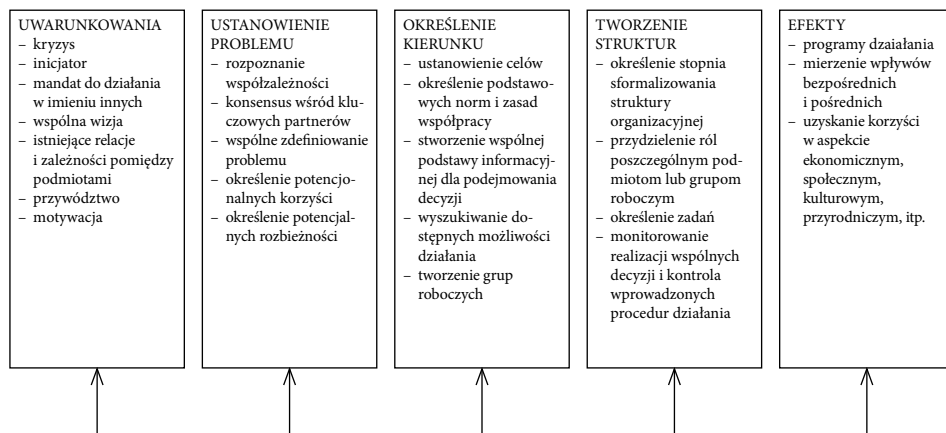 UWARUNKOWANIA
– kryzys
– inicjator
– mandat do działania
w imieniu innych
– wspólna wizja
– istniejące relacje
i zależności pomiędzy
podmiotami
– przywództwo
– motywacja
USTANOWIENIE
PROBLEMU
– rozpoznanie
współzależności
– konsensus wśród klu-
czowych partnerów
– wspólne zdefiniowanie
problemu
– określenie potencjo-
nalnych korzyści
– określenie potencjal-
nych rozbieżności
OKREŚLENIE
KIERUNKU
– ustanowienie celów
– określenie podstawo-
wych norm i zasad
współpracy
– stworzenie wspólnej
podstawy informacyj-
nej dla podejmowania
decyzji
– wyszukiwanie do-
stępnych możliwości
działania
– tworzenie grup
roboczych
TWORZENIE
STRUKTUR
– określenie stopnia
sformalizowania
struktury
organizacyjnej
– przydzielenie ról
poszczególnym pod-
miotom lub grupom
roboczym
– określenie zadań
– monitorowanie
realizacji wspólnych
decyzji i kontrola
wprowadzonych
procedur działania
EFEKTY
– programy dzaiałania
– mierzenie wpływów
bezpośrednich
i pośrednich
– uzyskanie korzyści
w aspekcie
ekonomicznym,
społecznym,
kulturowym,
przyrodniczym, itp.